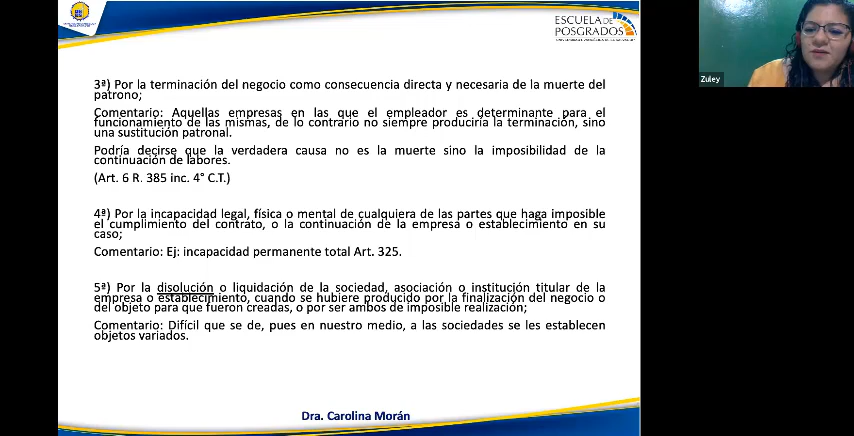 ESCUELA DE
POSGRADOS
Zuley
3ª) Por la terminación del negocio como consecuencia directa y necesaria de la muerte del
patrono;
Comentario: Aquellas empresas en las que el empleador es determinante para el
funcionamiento de las mismas, de lo contrario no siempre produciría la terminación, sino
una sustitución patronal.
Podría decirse que la verdadera causa no es la muerte sino la imposibilidad de la
continuación de labores.
(Art. 6 R. 385 inc. 4° C.T.)
4ª) Por la incapacidad legal, física o mental de cualquiera de las partes que haga imposible
el cumplimiento del contrato, o la continuación de la empresa o establecimiento en su
caso;
Comentario: Ej: incapacidad permanente total Art. 325.
5ª) Por la disolución o liquidación de la sociedad, asociación o institución titular de la
empresa o establecimiento, cuando se hubiere producido por la finalización del negocio o
del objeto para que fueron creadas, o por ser ambos de imposible realización;
Comentario: Difícil que se de, pues en nuestro medio, a las sociedades se les establecen
objetos variados.
Dra. Carolina Morán